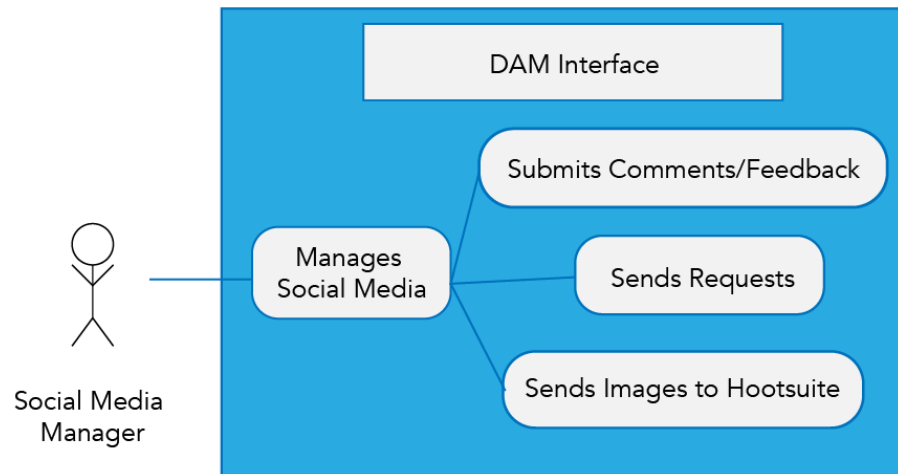 DAM Interface
Submits Comments/Feedback
Manages
Social Media
Sends Requests
Sends Images to Hootsuite
Social Media
Manager